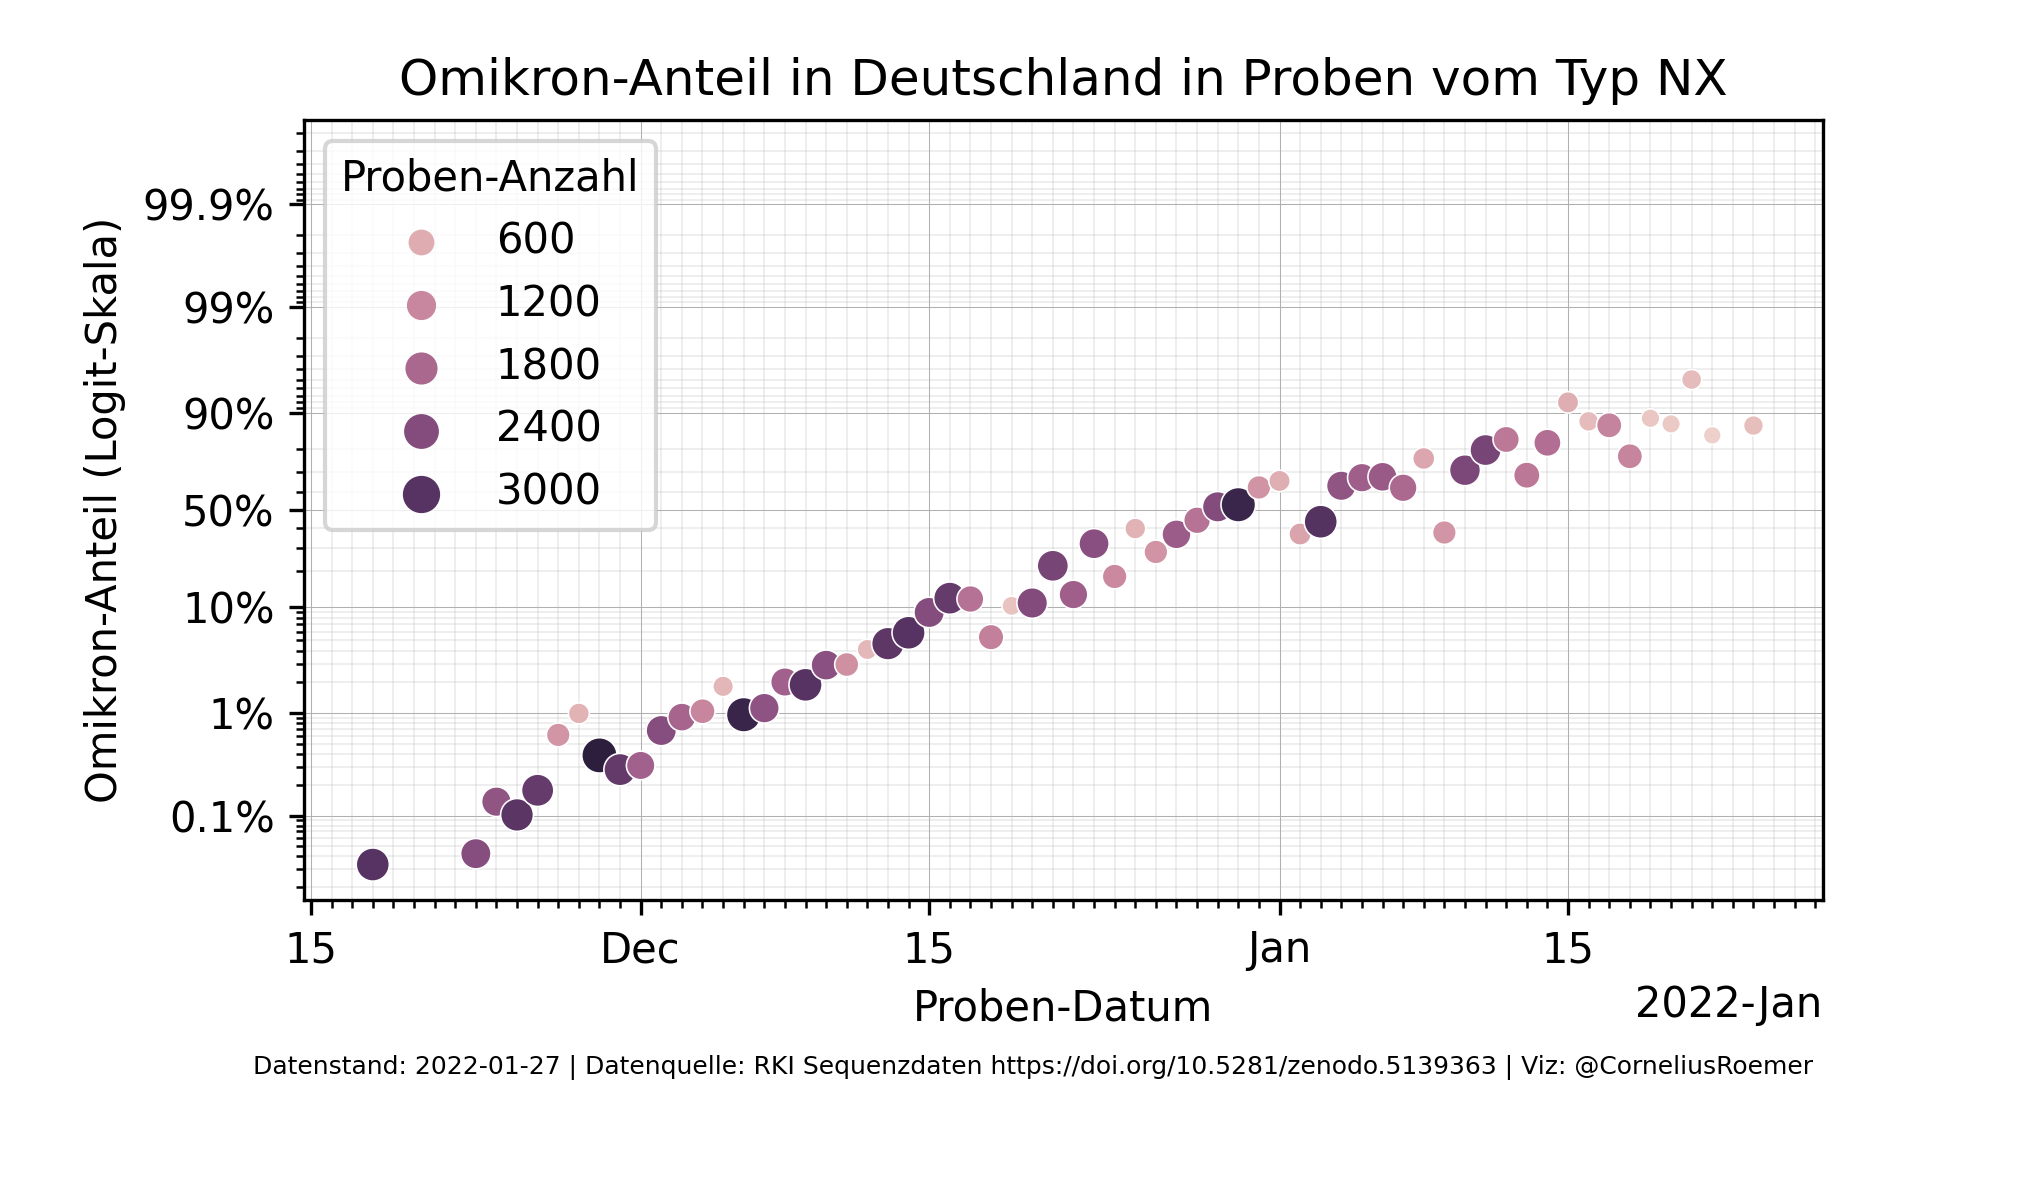 Omikron-Anteil in Deutschland in Proben vom Typ NX
Omikron-Anteil (Logit-Skala)
99.9%
99%
90%
50%
10%
1%
0.1%
Proben-Anzahl
600
1200
1800
2400
3000
15 Dec 15 Jan 15
Proben-Datum
2022-Jan
Datenstand: 2022-01-27 | Datenquelle: RKI Sequenzdaten https://doi.org/10.5281/zenodo.5139363 | Viz: @CorneliusRoemer